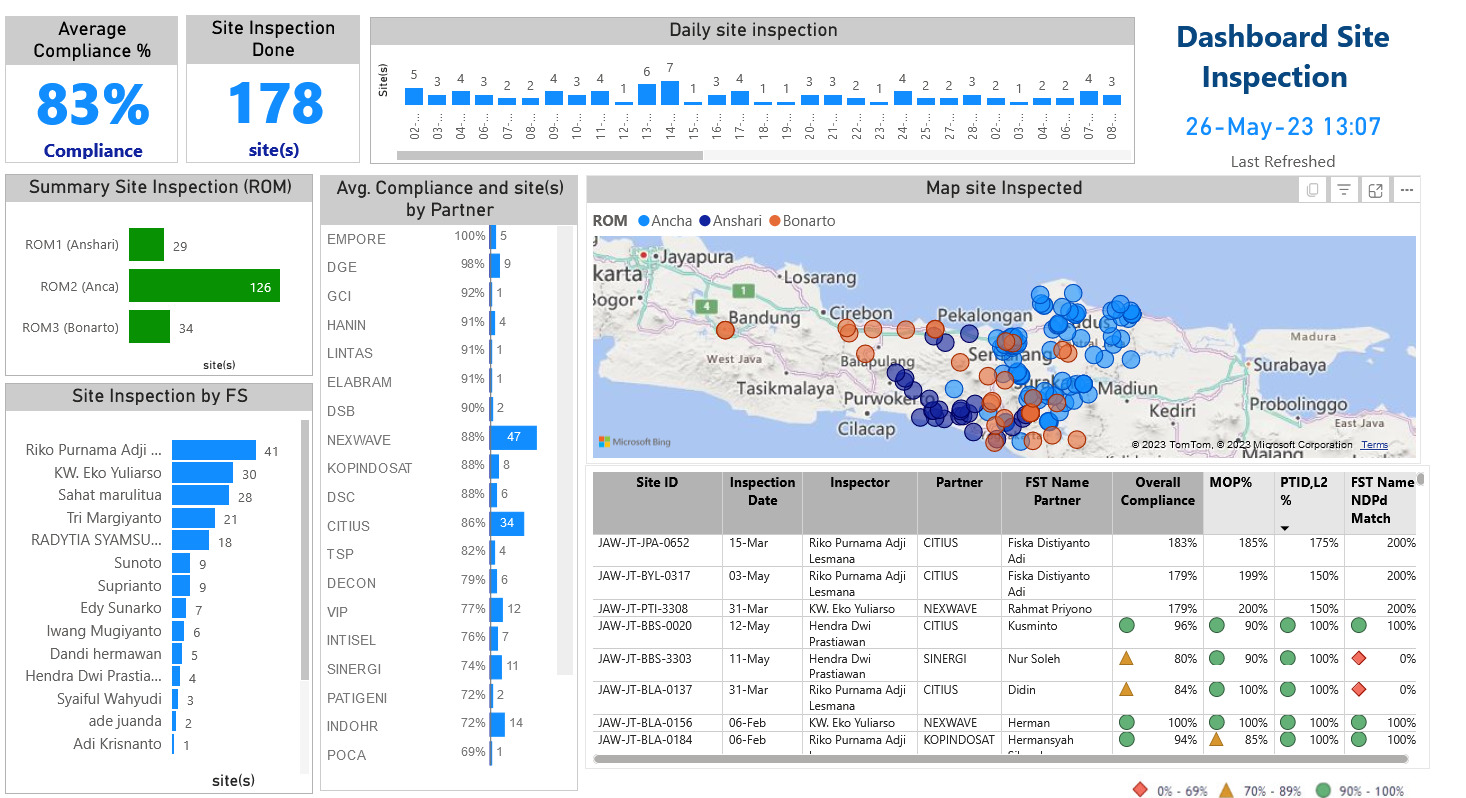 Average
Compliance %
83%
Compliance
Site Inspection
Done
178
site(s)
Daily site inspection
Site(s)
5 3 4 3 2 2 4 3 4 1 6 7 1 3 4 1 1 3 3 2 1 4 2 2 3 2 1 2 2 4 3
02-... 03-... 04-... 06-... 07-... 08-... 09-... 10-... 11-... 12-... 13-... 14-... 15-... 16-... 17-... 18-... 19-... 20-... 21-... 22-... 23-... 24-... 25-... 27-... 28-... 02-... 03-... 04-... 06-... 07-... 08-...
Dashboard Site
Inspection
26-May-23 13:07
Last Refreshed
Summary Site Inspection (ROM)
ROM1 (Anshari) 29
ROM2 (Anca) 126
ROM3 (Bonarto) 34
site(s)
Site Inspection by FS
Riko Purnama Adji ... 41
KW. Eko Yuliarso 30
Sahat marulitua 28
Tri Margiyanto 21
RADYTIA SYAMSU... 18
Sunoto 9
Suprianto 9
Edy Sunarko 7
Iwang Mugiyanto 6
Dandi hermawan 5
Hendra Dwi Prastia... 4
Syaiful Wahyudi 3
ade juanda 2
Adi Krisnanto 1
site(s)
Avg. Compliance and site(s)
by Partner
EMPORE 100% 5
DGE 98% 9
GCI 92% 1
HANIN 91% 4
LINTAS 91% 1
ELABRAM 91% 1
DSB 90% 2
NEXWAVE 88% 47
KOPINDOSAT 88% 8
DSC 88% 6
CITIUS 86% 34
TSP 82% 4
DECON 79% 6
VIP 77% 12
INTISEL 76% 7
SINERGI 74% 11
PATIGENI 72% 2
INDOHR 72% 14
POCA 69% 1
Map site Inspected
ROM Ancha Anshari Bonarto
Jayapura
karta
Losarang
Bogor
1
4
Bandung
Cirebon
Pekalongan
Madura
West Java
Balapulang
Surabaya
Tasikmalaya
Purwoker
Madiun
Kediri
Probolinggo
Cilacap
East Java
Malang
Microsoft Bing
© 2023 TomTom, © 2023 Microsoft Corporation Terms
Site ID Inspection Date Inspector Partner FST Name Partner Overall Compliance MOP% PTID,L2 % FST Name NDPd Match
JAW-JT-JPA-0652 15-Mar Riko Purnama Adji Lesmana CITIUS Fiska Distiyanto Adi 183% 185% 175% 200%
JAW-JT-BYL-0317 03-May Riko Purnama Adji Lesmana CITIUS Fiska Distiyanto Adi 179% 199% 150% 200%
JAW-JT-PTI-3308 31-Mar KW. Eko Yuliarso NEXWAVE Rahmat Priyono 179% 200% 150% 200%
JAW-JT-BBS-0020 12-May Hendra Dwi Prastiawan CITIUS Kusminto 96% 90% 100% 100%
JAW-JT-BBS-3303 11-May Hendra Dwi Prastiawan SINERGI Nur Soleh 80% 90% 100% 0%
JAW-JT-BLA-0137 31-Mar Riko Purnama Adji Lesmana CITIUS Didin 84% 100% 100% 0%
JAW-JT-BLA-0156 06-Feb KW. Eko Yuliarso NEXWAVE Herman 100% 100% 100% 100%
JAW-JT-BLA-0184 06-Feb Riko Purnama Adji KOPINDOSAT Hermansyah 94% 85% 100% 100%
0% - 69% 70% - 89% 90% - 100%